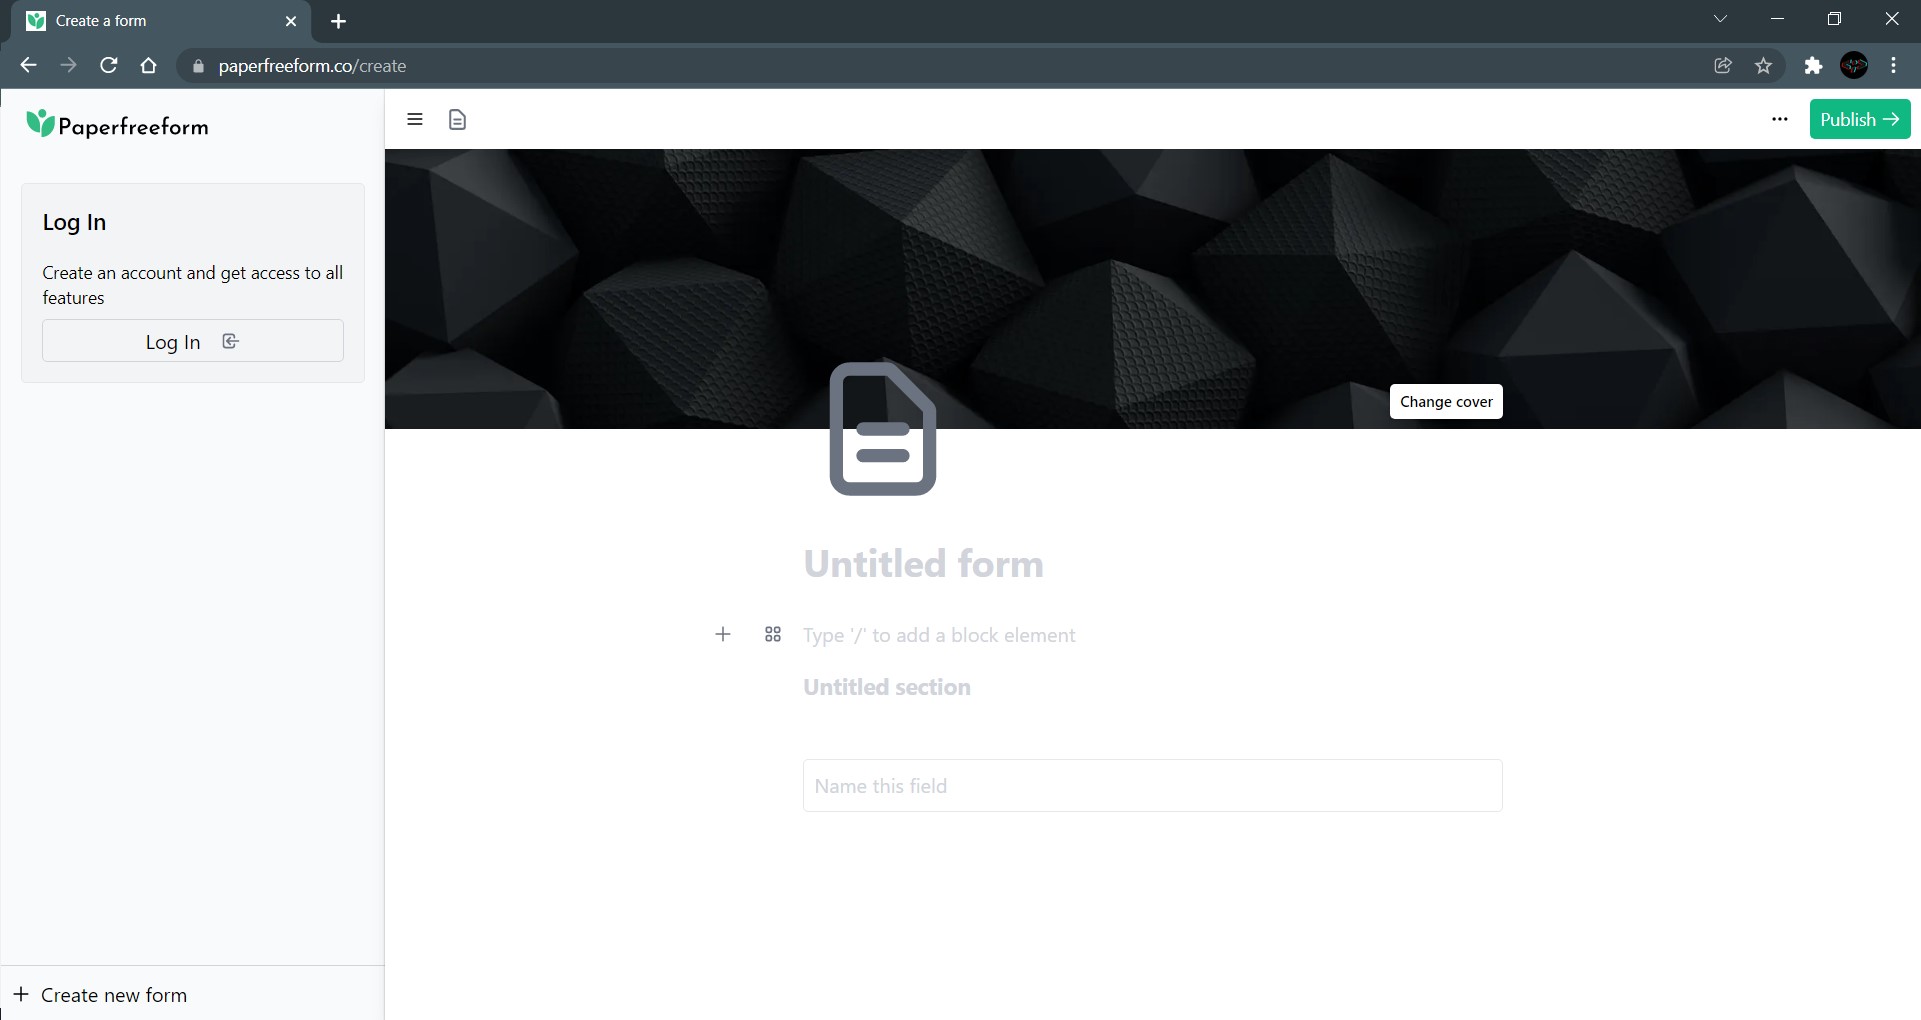 Create a form
paperfreeform.co/create
Paperfreeform
Publish
Log In
Create an account and get access to all
features
Log In
Change cover
Untitled form
Type '/' to add a block element
Untitled section
Name this field
Create new form